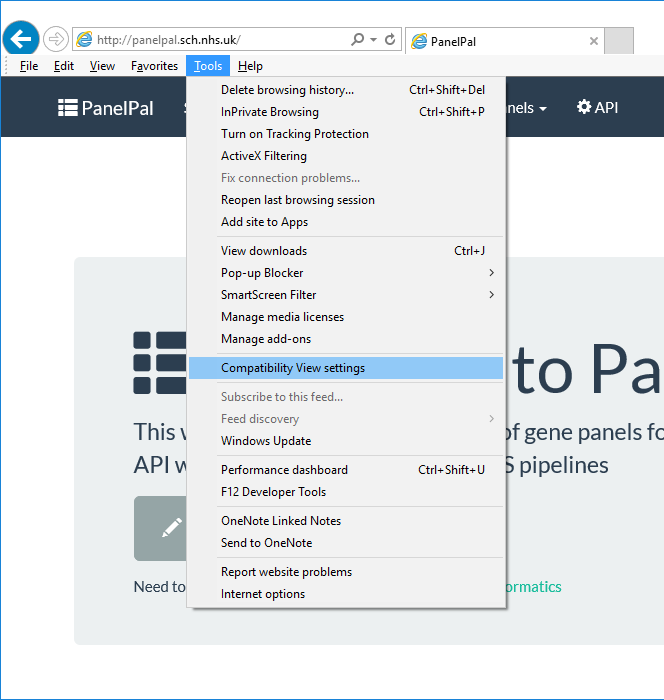 http://panelpal.sch.nhs.uk/
PanelPal
File Edit View Favorites Tools Help
PanelPal
API
Delete browsing history... Ctrl+Shift+Del
InPrivate Browsing Ctrl+Shift+P
Turn on Tracking Protection
ActiveX Filtering
Fix connection problems...
Reopen last browsing session
Add site to Apps
View downloads Ctrl+J
Pop-up Blocker
SmartScreen Filter
Manage media licenses
Manage add-ons
Compatibility View settings
Subscribe to this feed...
Feed discovery
Windows Update
Performance dashboard Ctrl+Shift+U
F12 Developer Tools
OneNote Linked Notes
Send to OneNote
Report website problems
Internet options
to Pa
This of gene panels fo
API pipelines
Need to